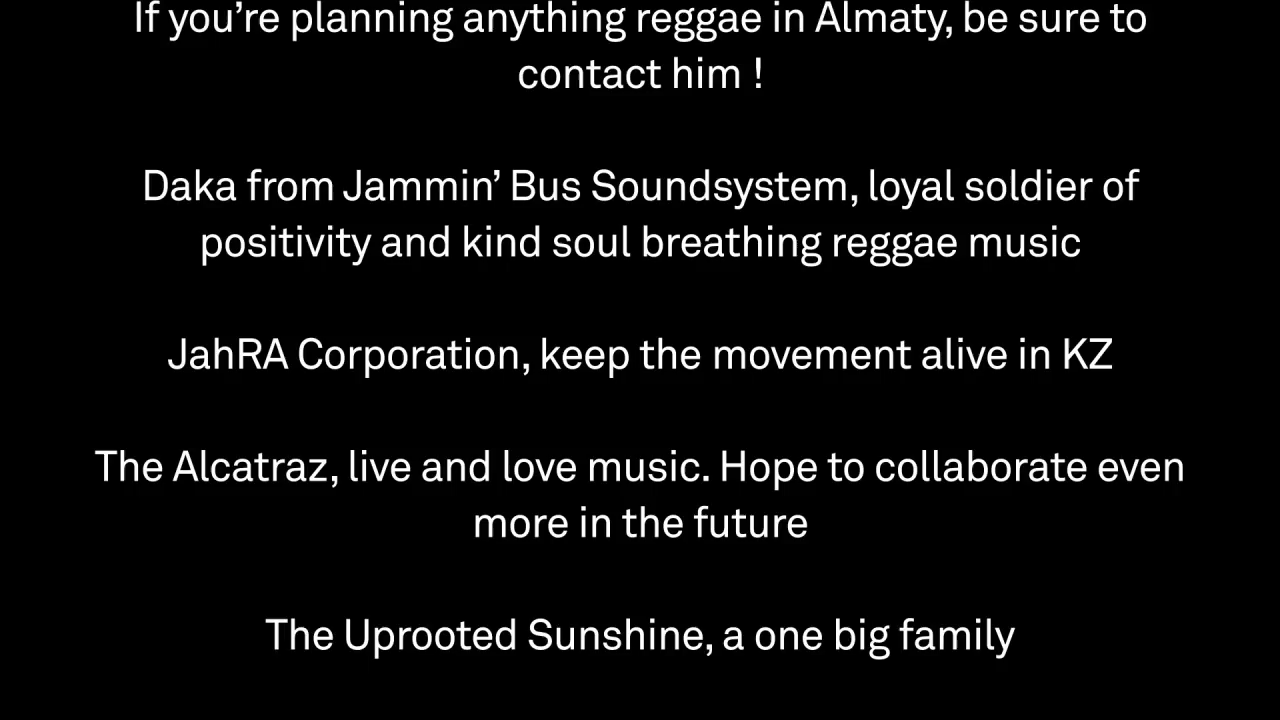 If you’re planning anything reggae in Almaty, be sure to
contact him !
Daka from Jammin’ Bus Soundsystem, loyal soldier of
positivity and kind soul breathing reggae music
JahRA Corporation, keep the movement alive in KZ
The Alcatraz, live and love music. Hope to collaborate even
more in the future
The Uprooted Sunshine, a one big family